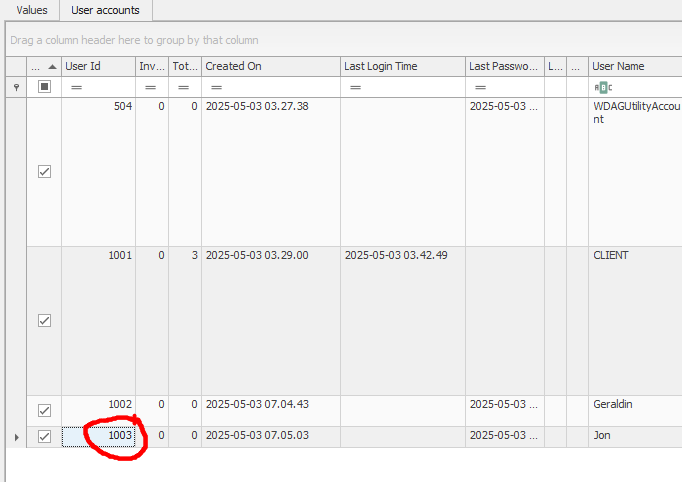 Values
User accounts
Drag a column header here to group by that column
... User Id Inv... Tot... Created On Last Login Time Last Passwo... L... ... User Name
= = = = = = ABC
504 0 0 2025-05-03 03.27.38 2025-05-03 ... WDAGUtilityAccou
nt
1001 0 3 2025-05-03 03.29.00 2025-05-03 03.42.49 CLIENT
1002 0 0 2025-05-03 07.04.43 2025-05-03 ... Geraldin
1003 0 0 2025-05-03 07.05.03 2025-05-03 ... Jon